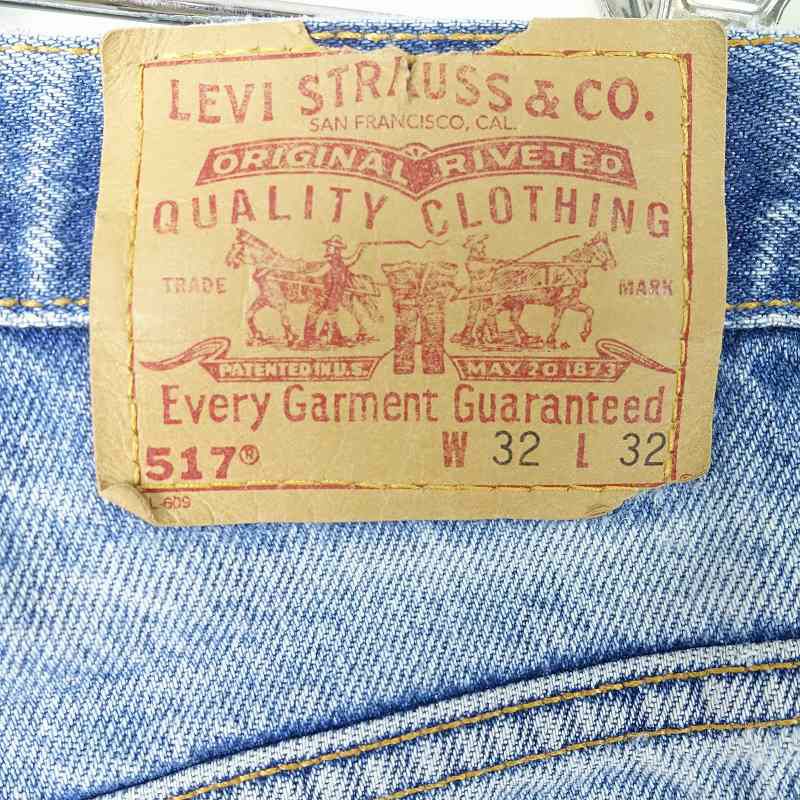 LEVI STRAUSS & CO.
SAN FRANCISCO, CAL.
ORIGINAL RIVETED
QUALITY CLOTHING
TRADE MARK
PATENTED IN U.S. MAY 20 1873
Every Garment Guaranteed
517® W 32 L 32
L-609